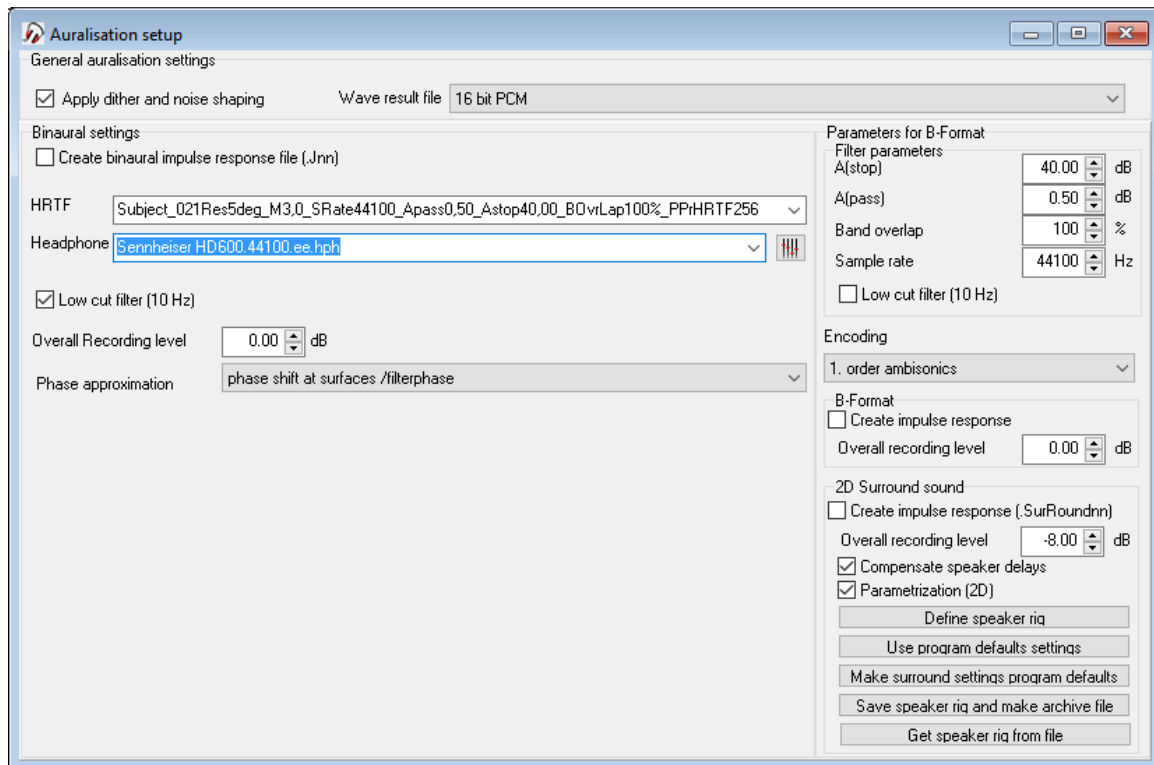 Auralisation setup
General auralisation settings
Apply dither and noise shaping
Wave result file 16 bit PCM
Binaural settings
Create binaural impulse response file (.Jnn)
HRTF Subject_021Res5deg_M3,0_SRate44100_Apass0,50_Astop40,00_BOvrLap100%_PPrHRTF256
Headphone Sennheiser HD600.44100.ee.hph
Low cut filter (10 Hz)
Overall Recording level 0.00 dB
Phase approximation phase shift at surfaces /filterphase
Parameters for B-Format
Filter parameters
A(stop) 40.00 dB
A(pass) 0.50 dB
Band overlap 100 %
Sample rate 44100 Hz
Low cut filter (10 Hz)
Encoding
1. order ambisonics
B-Format
Create impulse response
Overall recording level 0.00 dB
2D Surround sound
Create impulse response (.SurRoundnn)
Overall recording level -8.00 dB
Compensate speaker delays
Parametrization (2D)
Define speaker rig
Use program defaults settings
Make surround settings program defaults
Save speaker rig and make archive file
Get speaker rig from file